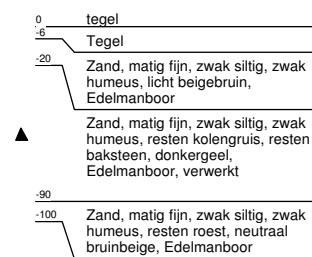 0 tegel
-6 Tegel
-20 Zand, matig fijn, zwak siltig, zwak
humeus, licht beigebruin,
Edelmanboor
Zand, matig fijn, zwak siltig, zwak
humeus, resten kolengruis, resten
baksteen, donkergeel,
Edelmanboor, verwerkt
-90
-100 Zand, matig fijn, zwak siltig, zwak
humeus, resten roest, neutraal
bruinbeige, Edelmanboor